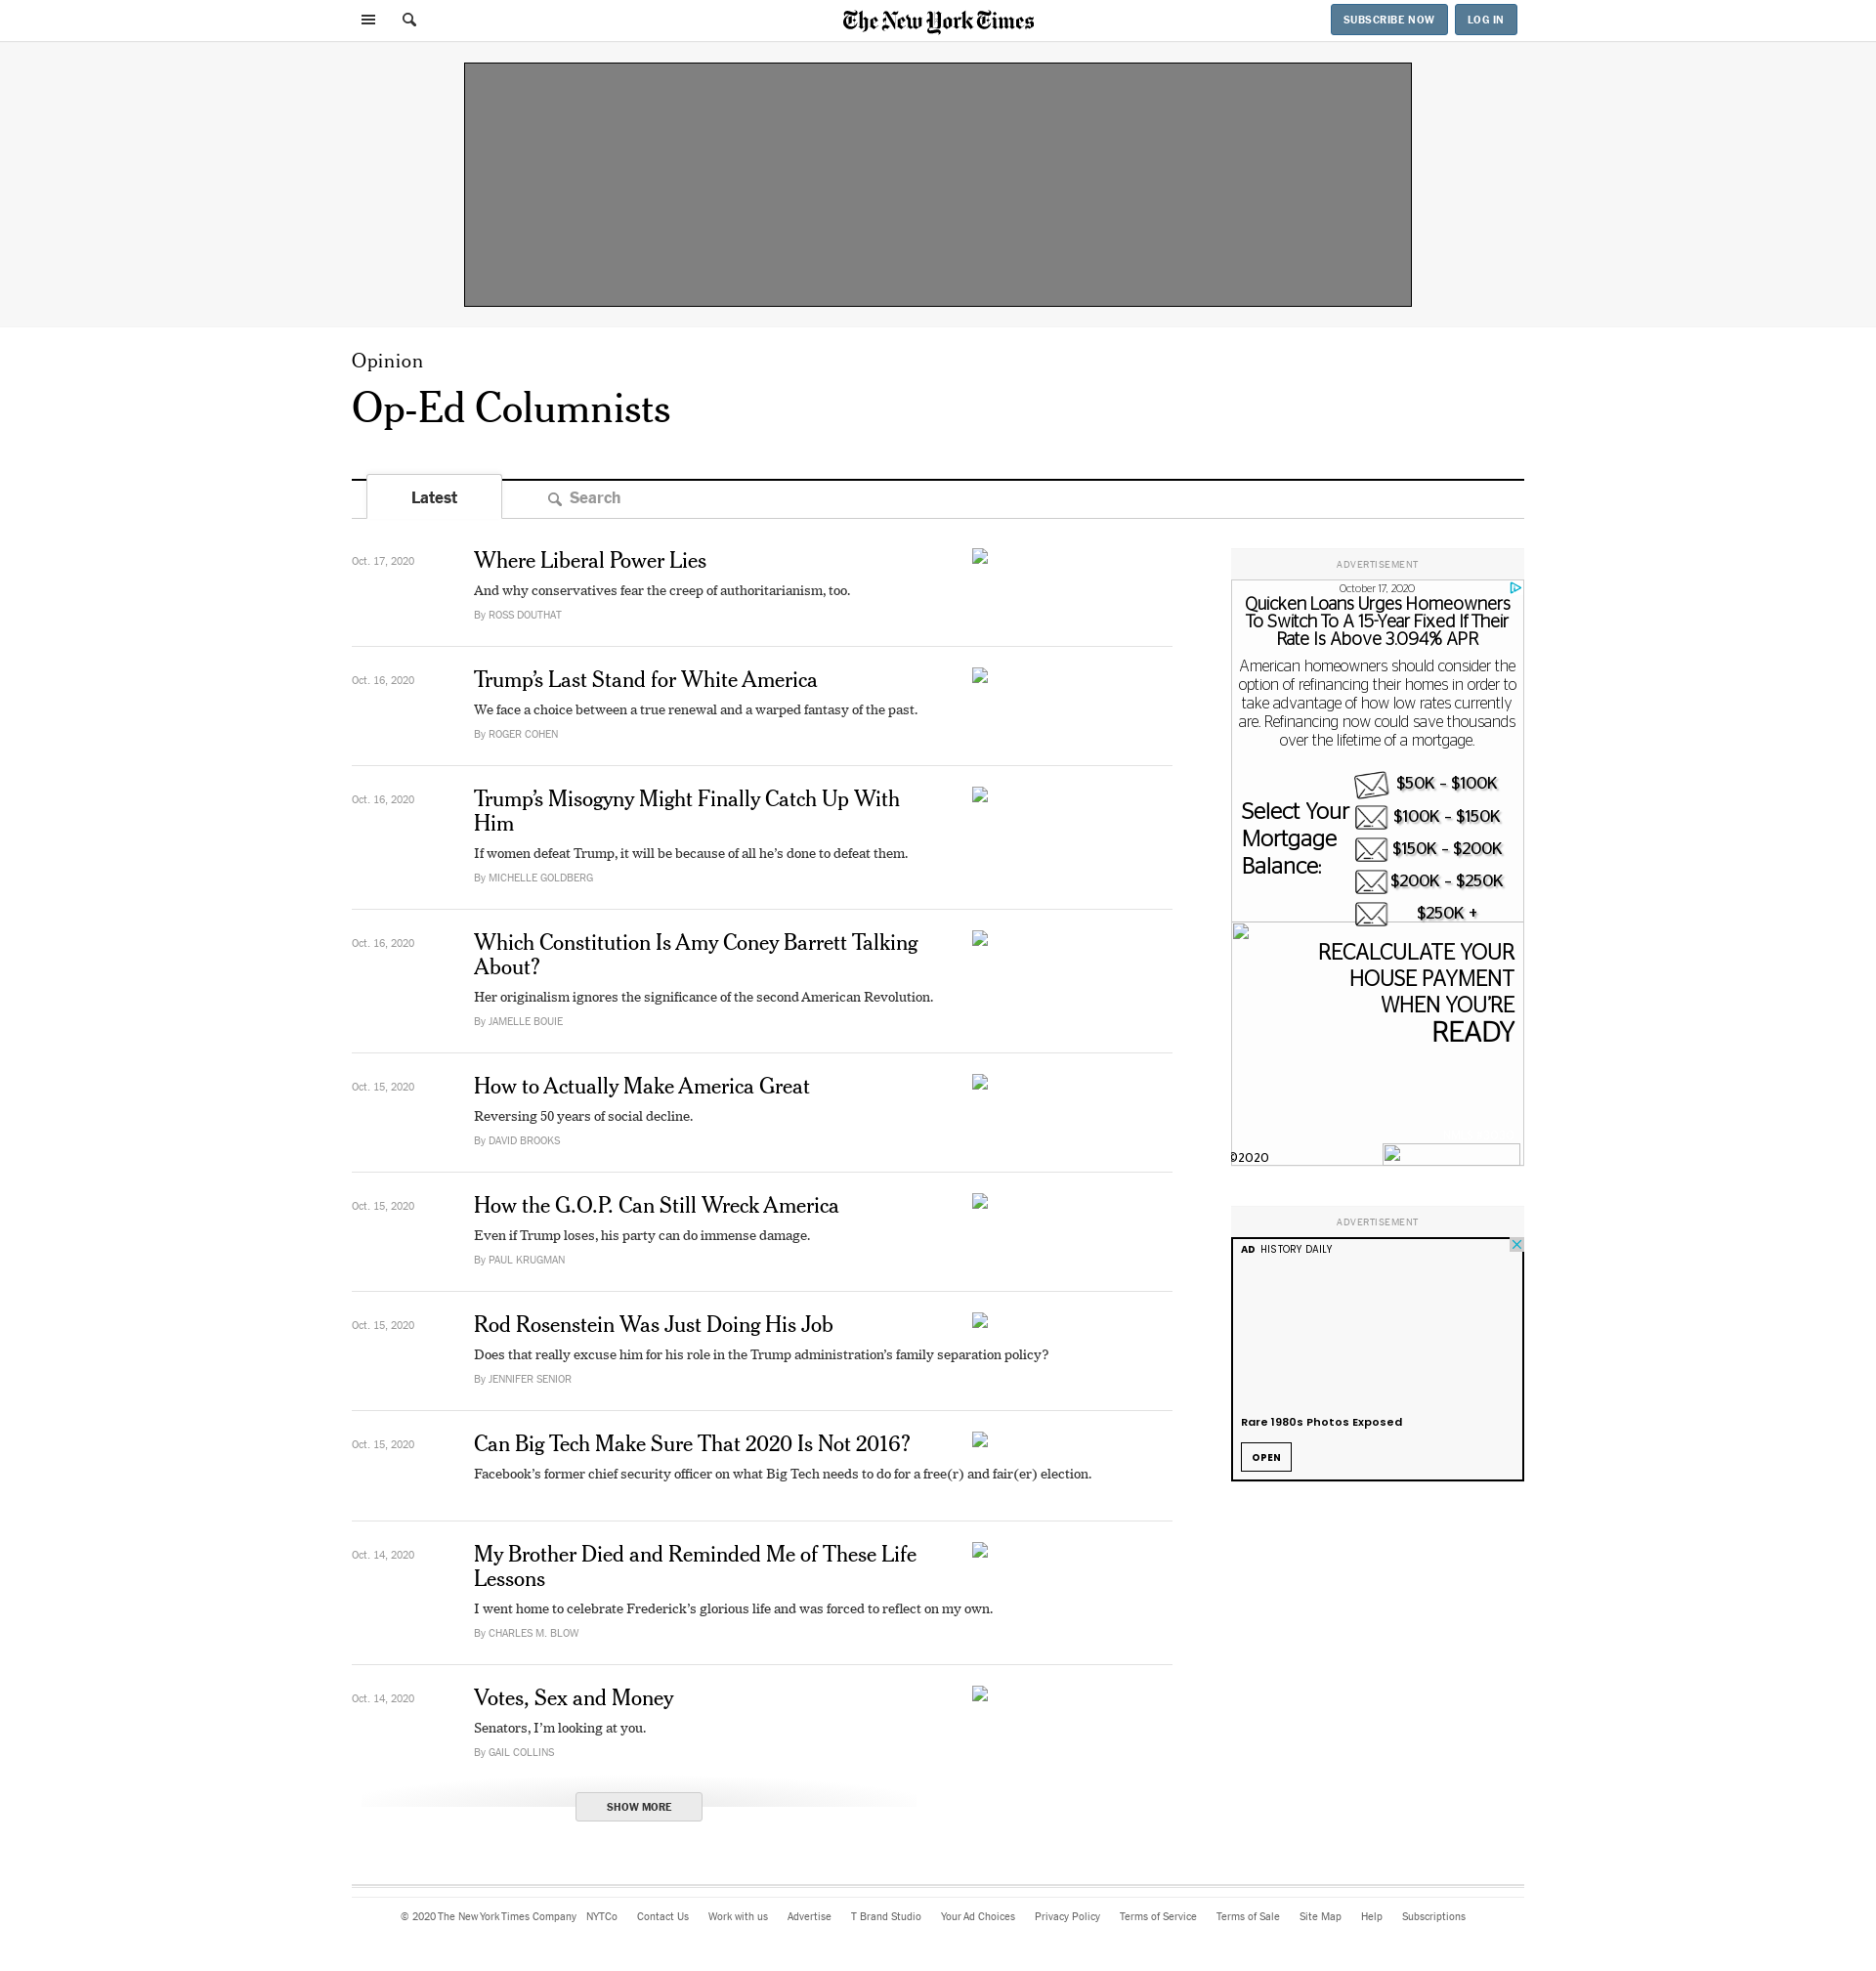 The New York Times
SUBSCRIBE NOW
LOG IN
Opinion
Op-Ed Columnists
Latest
Search
Oct. 17, 2020
Where Liberal Power Lies
And why conservatives fear the creep of authoritarianism, too.
By ROSS DOUTHAT
Oct. 16, 2020
Trump’s Last Stand for White America
We face a choice between a true renewal and a warped fantasy of the past.
By ROGER COHEN
Oct. 16, 2020
Trump’s Misogyny Might Finally Catch Up With
Him
If women defeat Trump, it will be because of all he’s done to defeat them.
By MICHELLE GOLDBERG
Oct. 16, 2020
Which Constitution Is Amy Coney Barrett Talking
About?
Her originalism ignores the significance of the second American Revolution.
By JAMELLE BOUIE
Oct. 15, 2020
How to Actually Make America Great
Reversing 50 years of social decline.
By DAVID BROOKS
Oct. 15, 2020
How the G.O.P. Can Still Wreck America
Even if Trump loses, his party can do immense damage.
By PAUL KRUGMAN
Oct. 15, 2020
Rod Rosenstein Was Just Doing His Job
Does that really excuse him for his role in the Trump administration’s family separation policy?
By JENNIFER SENIOR
Oct. 15, 2020
Can Big Tech Make Sure That 2020 Is Not 2016?
Facebook’s former chief security officer on what Big Tech needs to do for a free(r) and fair(er) election.
Oct. 14, 2020
My Brother Died and Reminded Me of These Life
Lessons
I went home to celebrate Frederick’s glorious life and was forced to reflect on my own.
By CHARLES M. BLOW
Oct. 14, 2020
Votes, Sex and Money
Senators, I’m looking at you.
By GAIL COLLINS
SHOW MORE
ADVERTISEMENT
October 17, 2020
Quicken Loans Urges Homeowners
To Switch To A 15-Year Fixed If Their
Rate Is Above 3.094% APR
American homeowners should consider the
option of refinancing their homes in order to
take advantage of how low rates currently
are. Refinancing now could save thousands
over the lifetime of a mortgage.
Select Your
Mortgage
Balance:
$50K - $100K
$100K - $150K
$150K - $200K
$200K - $250K
$250K +
RECALCULATE YOUR
HOUSE PAYMENT
WHEN YOU’RE
READY
©2020
ADVERTISEMENT
AD HISTORY DAILY
Rare 1980s Photos Exposed
OPEN
© 2020 The New York Times Company NYTCo Contact Us Work with us Advertise T Brand Studio Your Ad Choices Privacy Policy Terms of Service Terms of Sale Site Map Help Subscriptions